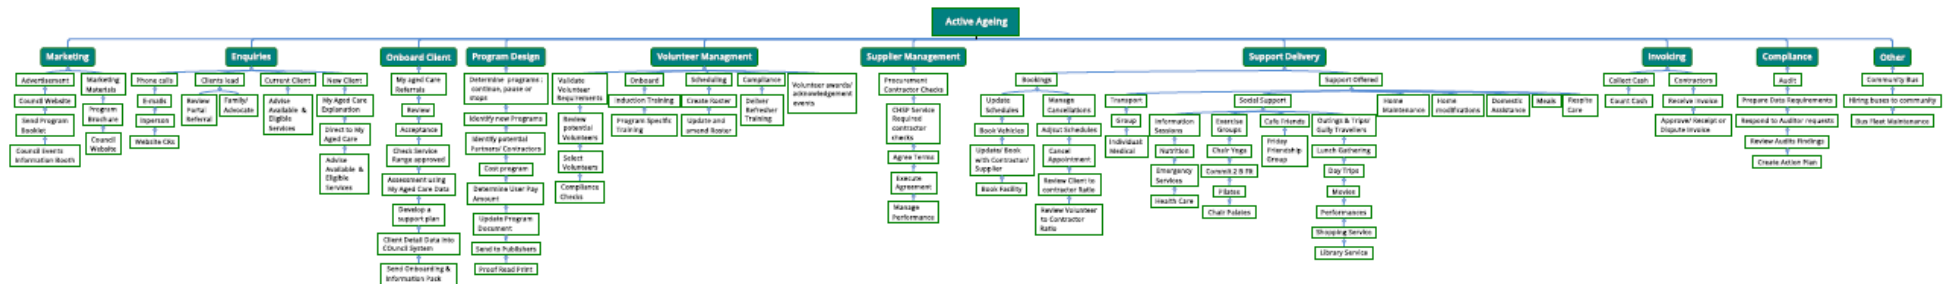 Active Ageing
Marketing
Advertisement
Council Website
Send Program
Booklet
Council Events
Information Booth
Marketing
Materials
Program
Brochure
Council
Website
Enquiries
Phone calls
E-mails
Inperson
Website CRs
Clients lead
Review
Portal
Referral
Family/
Advocate
Current Client
Advise
Available &
Eligible
Services
New Client
My Aged Care
Explanation
Direct to My
Aged Care
Advise
Available &
Eligible
Services
Onboard Client
My aged Care
Referrals
Review
Acceptance
Check Service
Range approved
Assessment using
My Aged Care Data
Develop a
support plan
Client Detail Data Into
COuncil System
Send Onboarding &
Information Pack
Program Design
Determine programs :
continue, pause or
stops
Identify new Programs
Identify potential
Partners/ Contractors
Cost program
Determine User Pay
Amount
Update Program
Document
Send to Publishers
Proof Read Print
Volunteer Managment
Validate
Volunteer
Requirements
Review
potential
Volunteers
Select
Volunteers
Compliance
Checks
Onboard
Induction Training
Program Specific
Training
Scheduling
Create Roster
Update and
amend Roster
Compliance
Deliver
Refresher
Training
Volunteer awards/
acknowledgement
events
Supplier Management
Procurement
Contractor Checks
CHSP Service
Required
contractor
checks
Agree Terms
Execute
Agreement
Manage
Performance
Support Delivery
Bookings
Update
Schedules
Book Vehicles
Update/ Book
with Contractor/
Supplier
Book Facility
Manage
Cancellations
Adjust Schedules
Cancel
Appointment
Review Client to
contractor Ratio
Review Volunteer
to Contractor
Ratio
Support Offered
Transport
Group
Individual
Medical
Social Support
Information
Sessions
Nutrition
Emergency
Services
Health Care
Exercise
Groups
Chair Yoga
Commit 2 B Fit
Pilates
Chair Palates
Cafe Friends
Friday
Friendship
Group
Outings & Trips/
Gully Travellers
Lunch Gathering
Day Trips
Movies
Performances
Shopping Service
Library Service
Home
Maintenance
Home
modifications
Domestic
Assistance
Meals
Respite
Care
Invoicing
Collect Cash
Count Cash
Contractors
Receive Invoice
Approve/ Receipt or
Dispute Invoice
Compliance
Audit
Prepare Data Requirements
Respond to Auditor requests
Review Audits Findings
Create Action Plan
Other
Community Bus
Hiring buses to community
Bus Fleet Maintenance